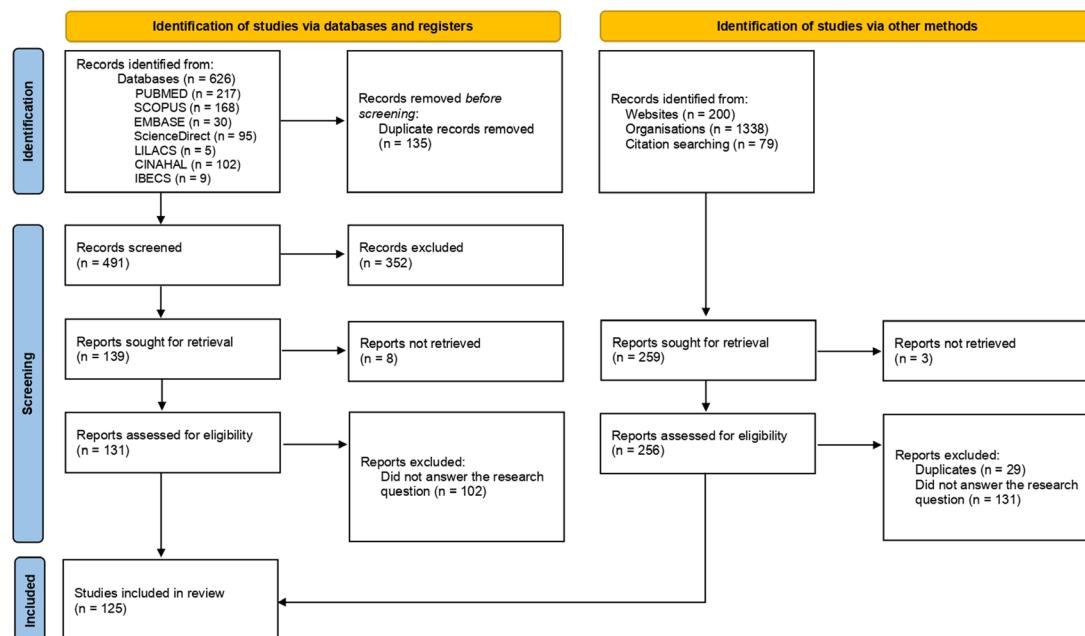 Identification of studies via databases and registers
Identification of studies via other methods
Identification
Records identified from:
Databases (n = 626)
PUBMED (n = 217)
SCOPUS (n = 168)
EMBASE (n = 30)
ScienceDirect (n = 95)
LILACS (n = 5)
CINAHAL (n = 102)
IBECS (n = 9)
Records removed before
screening:
Duplicate records removed
(n = 135)
Records identified from:
Websites (n = 200)
Organisations (n = 1338)
Citation searching (n = 79)
Screening
Records screened
(n = 491)
Records excluded
(n = 352)
Reports sought for retrieval
(n = 139)
Reports not retrieved
(n = 8)
Reports sought for retrieval
(n = 259)
Reports not retrieved
(n = 3)
Reports assessed for eligibility
(n = 131)
Reports excluded:
Did not answer the research
question (n = 102)
Reports assessed for eligibility
(n = 256)
Reports excluded:
Duplicates (n = 29)
Did not answer the research
question (n = 131)
Included
Studies included in review
(n = 125)